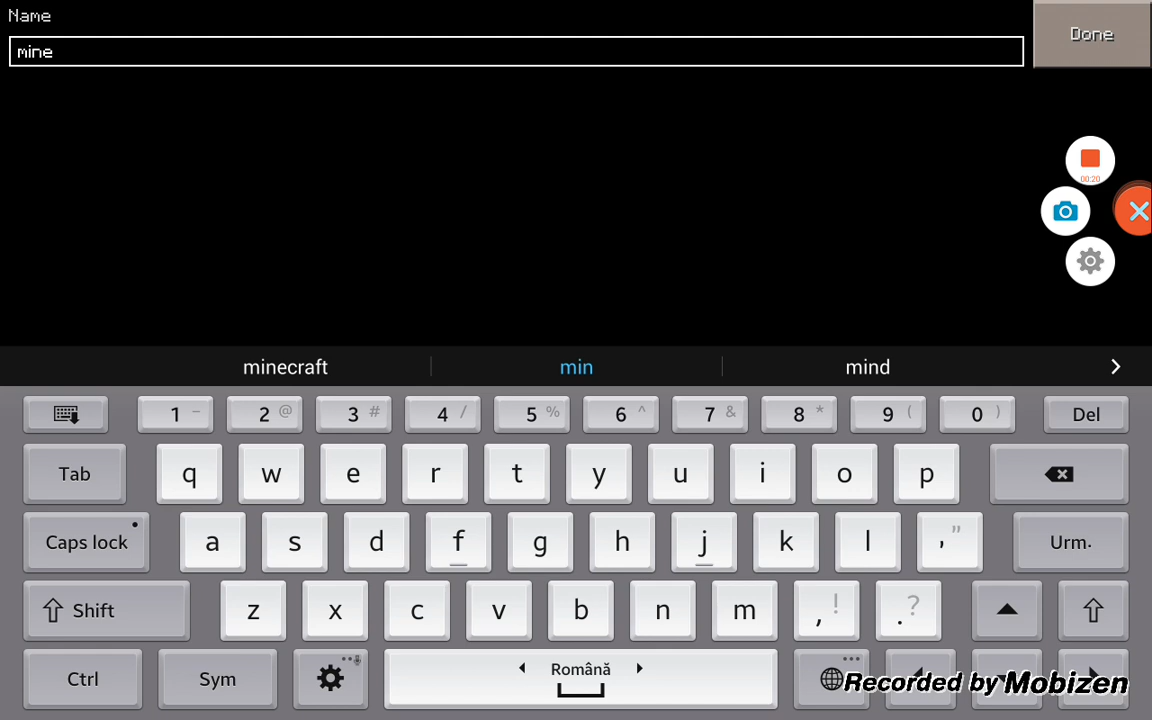 Name
Done
mine
00:20
minecraft min mind >
1 - 2 @ 3 # 4 / 5 % 6 ^ 7 & 8 * 9 ( 0 ) Del
Tab q w e r t y u i o p
Caps lock a s d f g h j k l ' " Urm.
Shift z x c v b n m , ! . ?
Ctrl Sym Română
Recorded by Mobizen